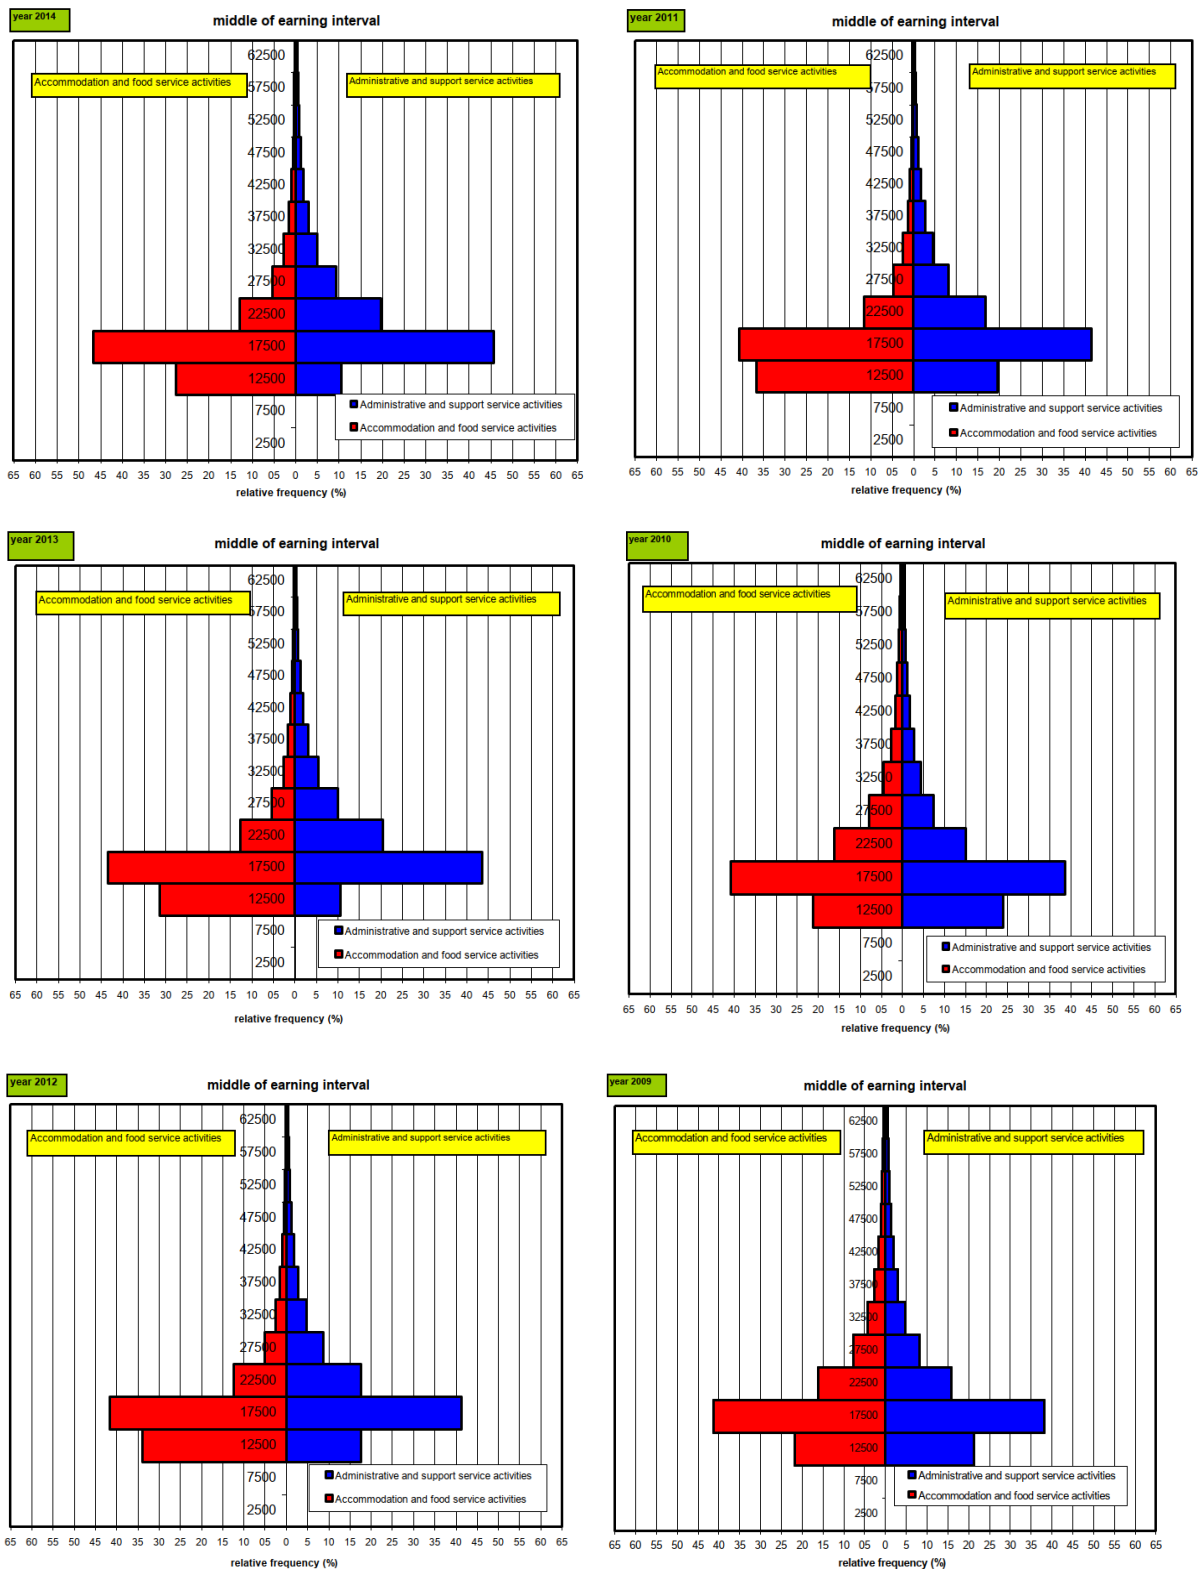 year 2014
middle of earning interval
62500
Accommodation and food service activities
Administrative and support service activities
57500
52500
47500
42500
37500
32500
27500
22500
17500
12500
7500
2500
Administrative and support service activities
Accommodation and food service activities
65 60 55 50 45 40 35 30 25 20 15 10 05 0 5 10 15 20 25 30 35 40 45 50 55 60 65
relative frequency (%)
year 2011
middle of earning interval
62500
Accommodation and food service activities
Administrative and support service activities
57500
52500
47500
42500
37500
32500
27500
22500
17500
12500
7500
2500
Administrative and support service activities
Accommodation and food service activities
65 60 55 50 45 40 35 30 25 20 15 10 05 0 5 10 15 20 25 30 35 40 45 50 55 60 65
relative frequency (%)
year 2013
middle of earning interval
62500
Accommodation and food service activities
Administrative and support service activities
57500
52500
47500
42500
37500
32500
27500
22500
17500
12500
7500
2500
Administrative and support service activities
Accommodation and food service activities
65 60 55 50 45 40 35 30 25 20 15 10 05 0 5 10 15 20 25 30 35 40 45 50 55 60 65
relative frequency (%)
year 2010
middle of earning interval
62500
Accommodation and food service activities
Administrative and support service activities
57500
52500
47500
42500
37500
32500
27500
22500
17500
12500
7500
2500
Administrative and support service activities
Accommodation and food service activities
65 60 55 50 45 40 35 30 25 20 15 10 05 0 5 10 15 20 25 30 35 40 45 50 55 60 65
relative frequency (%)
year 2012
middle of earning interval
62500
Accommodation and food service activities
Administrative and support service activities
57500
52500
47500
42500
37500
32500
27500
22500
17500
12500
7500
2500
Administrative and support service activities
Accommodation and food service activities
65 60 55 50 45 40 35 30 25 20 15 10 05 0 5 10 15 20 25 30 35 40 45 50 55 60 65
relative frequency (%)
year 2009
middle of earning interval
62500
Accommodation and food service activities
Administrative and support service activities
57500
52500
47500
42500
37500
32500
27500
22500
17500
12500
7500
2500
Administrative and support service activities
Accommodation and food service activities
65 60 55 50 45 40 35 30 25 20 15 10 05 0 5 10 15 20 25 30 35 40 45 50 55 60 65
relative frequency (%)